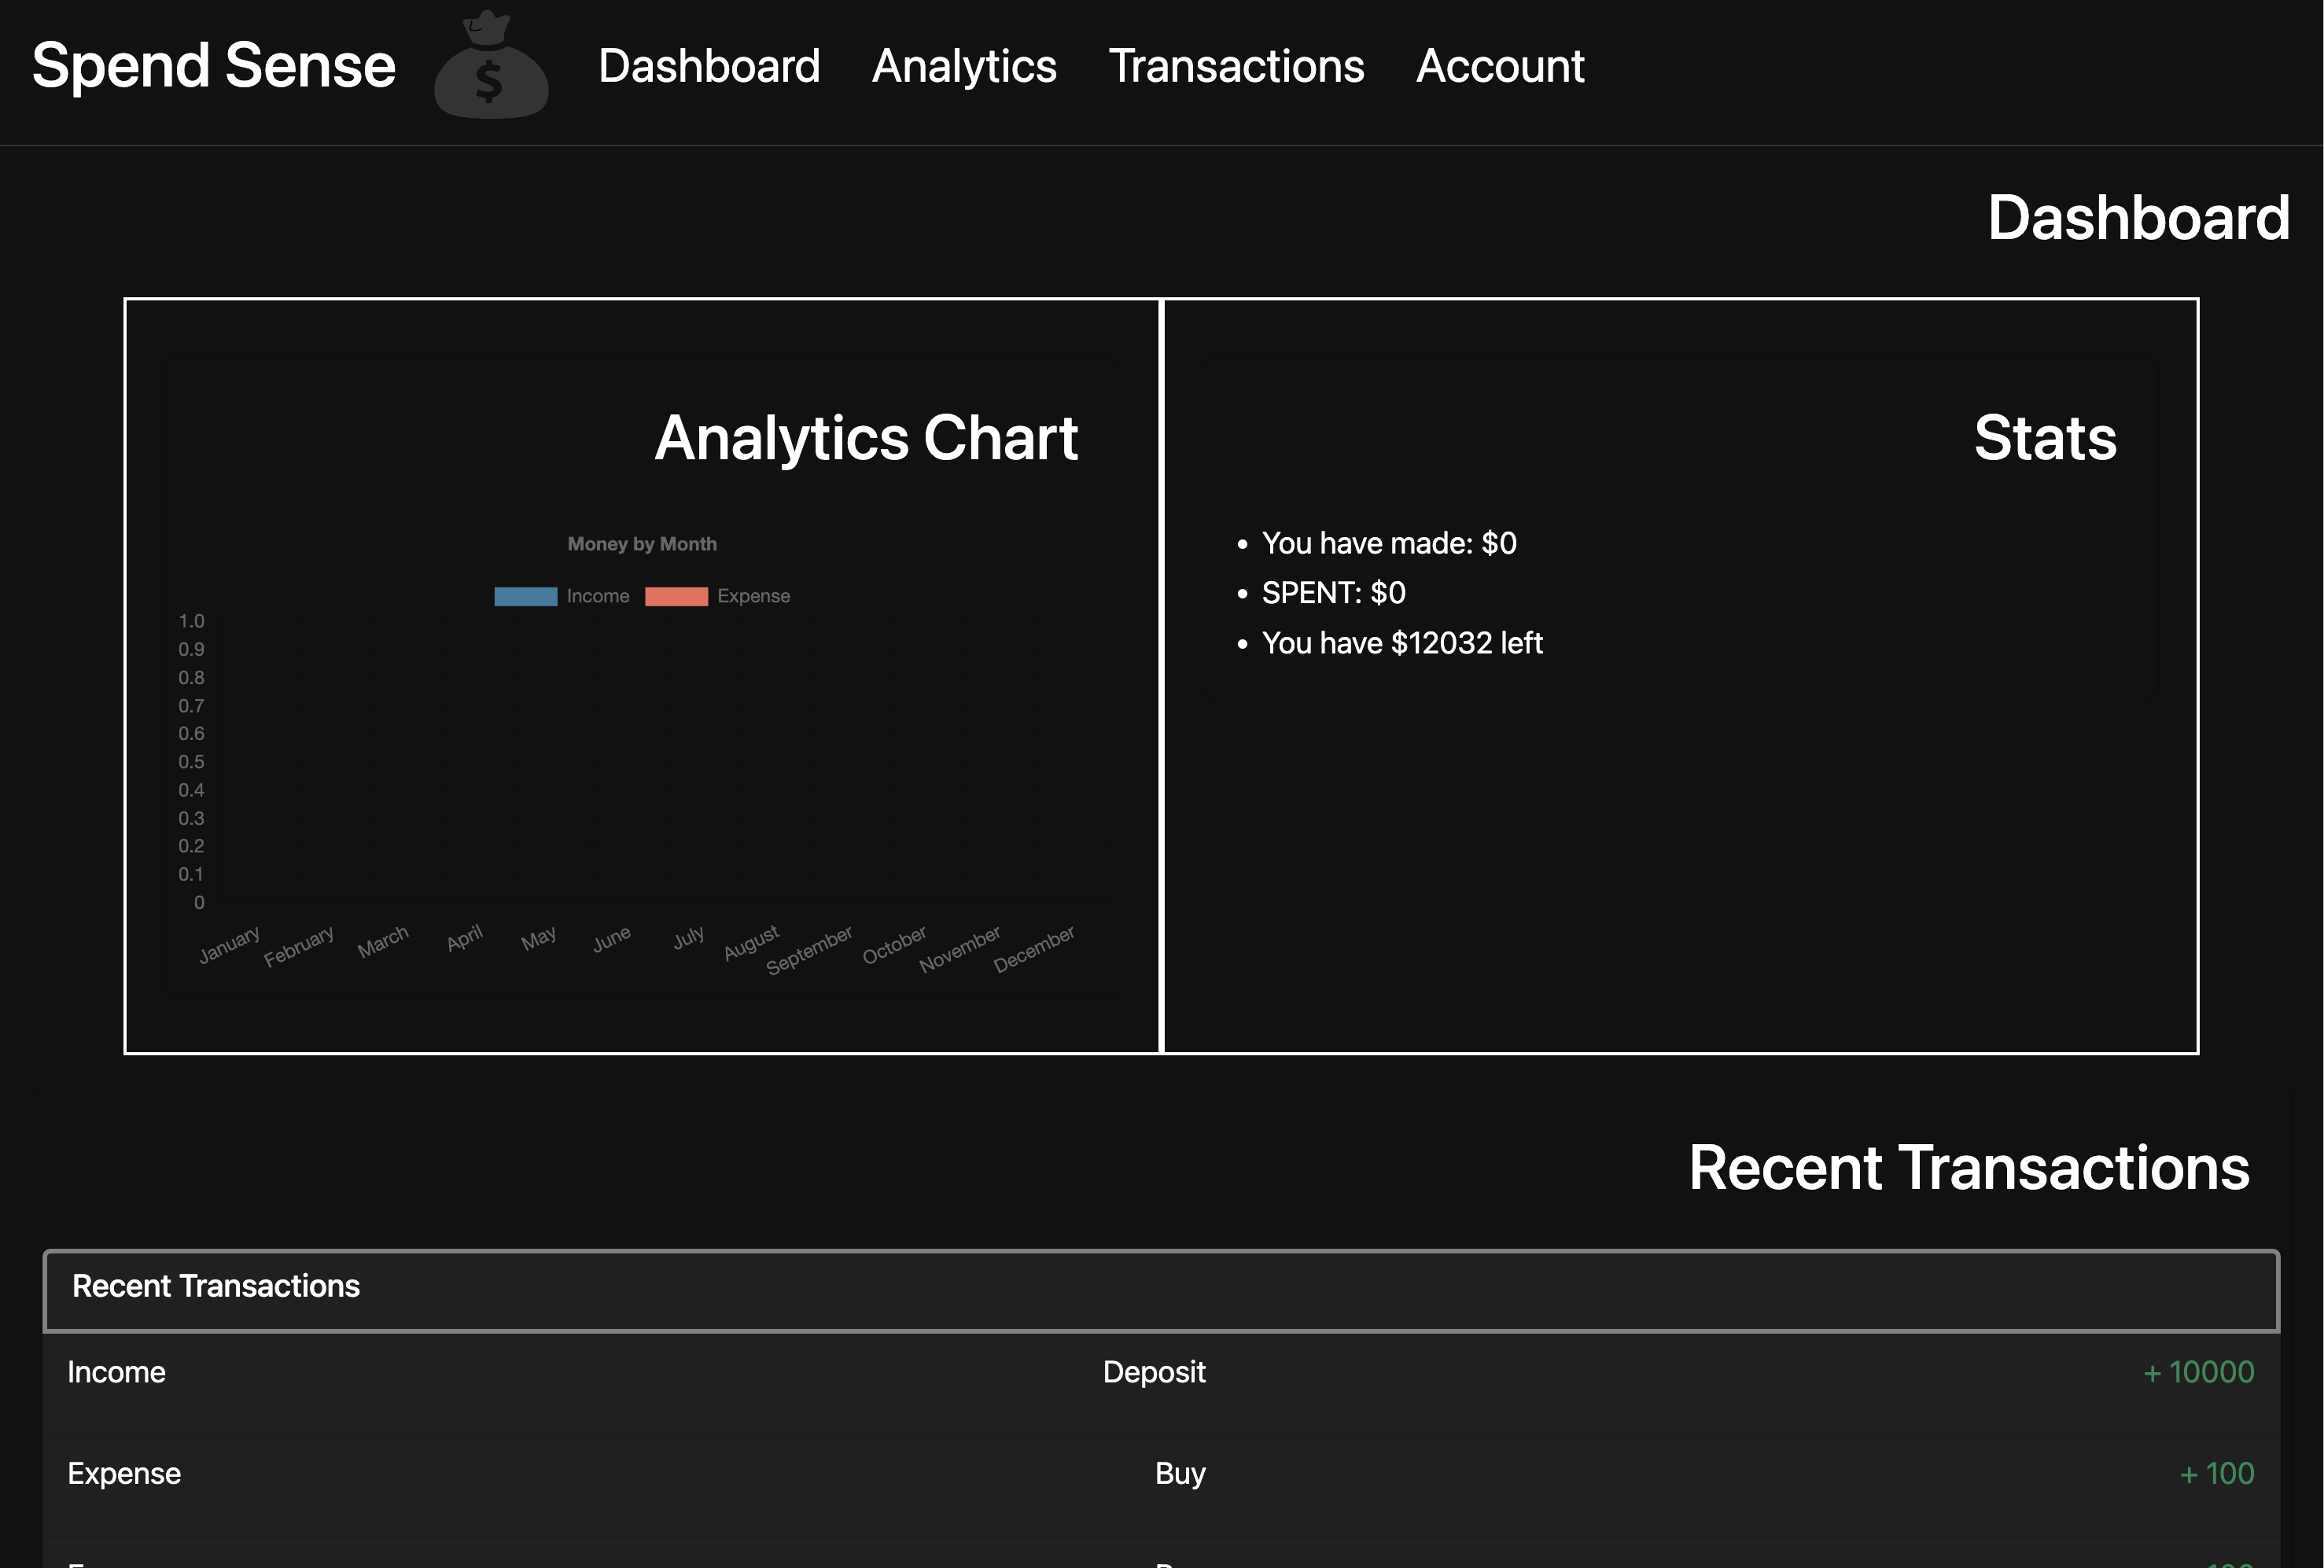 Spend Sense $ Dashboard Analytics Transactions Account
Dashboard
Analytics Chart
Money by Month
Income Expense
1.0
0.9
0.8
0.7
0.6
0.5
0.4
0.3
0.2
0.1
0
January February March April May June July August September October November December
Stats
• You have made: $0
• SPENT: $0
• You have $12032 left
Recent Transactions
Recent Transactions
Income Deposit + 10000
Expense Buy + 100